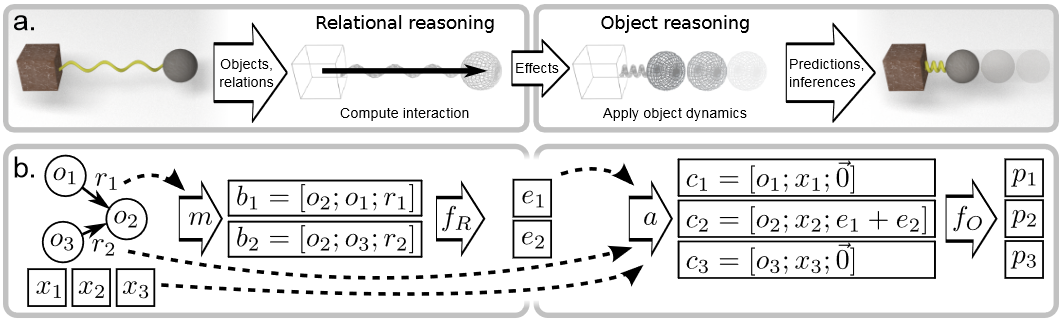 a.
Relational reasoning
Object reasoning
Objects,
relations
Effects
Predictions,
inferences
Compute interaction
Apply object dynamics
b.
o₁
r₁
o₂
o₃
r₂
x₁ x₂ x₃
m
b₁ = [o₂; o₁; r₁]
b₂ = [o₂; o₃; r₂]
f_R
e₁
e₂
a
c₁ = [o₁; x₁; 0⃗]
c₂ = [o₂; x₂; e₁ + e₂]
c₃ = [o₃; x₃; 0⃗]
f_O
p₁
p₂
p₃